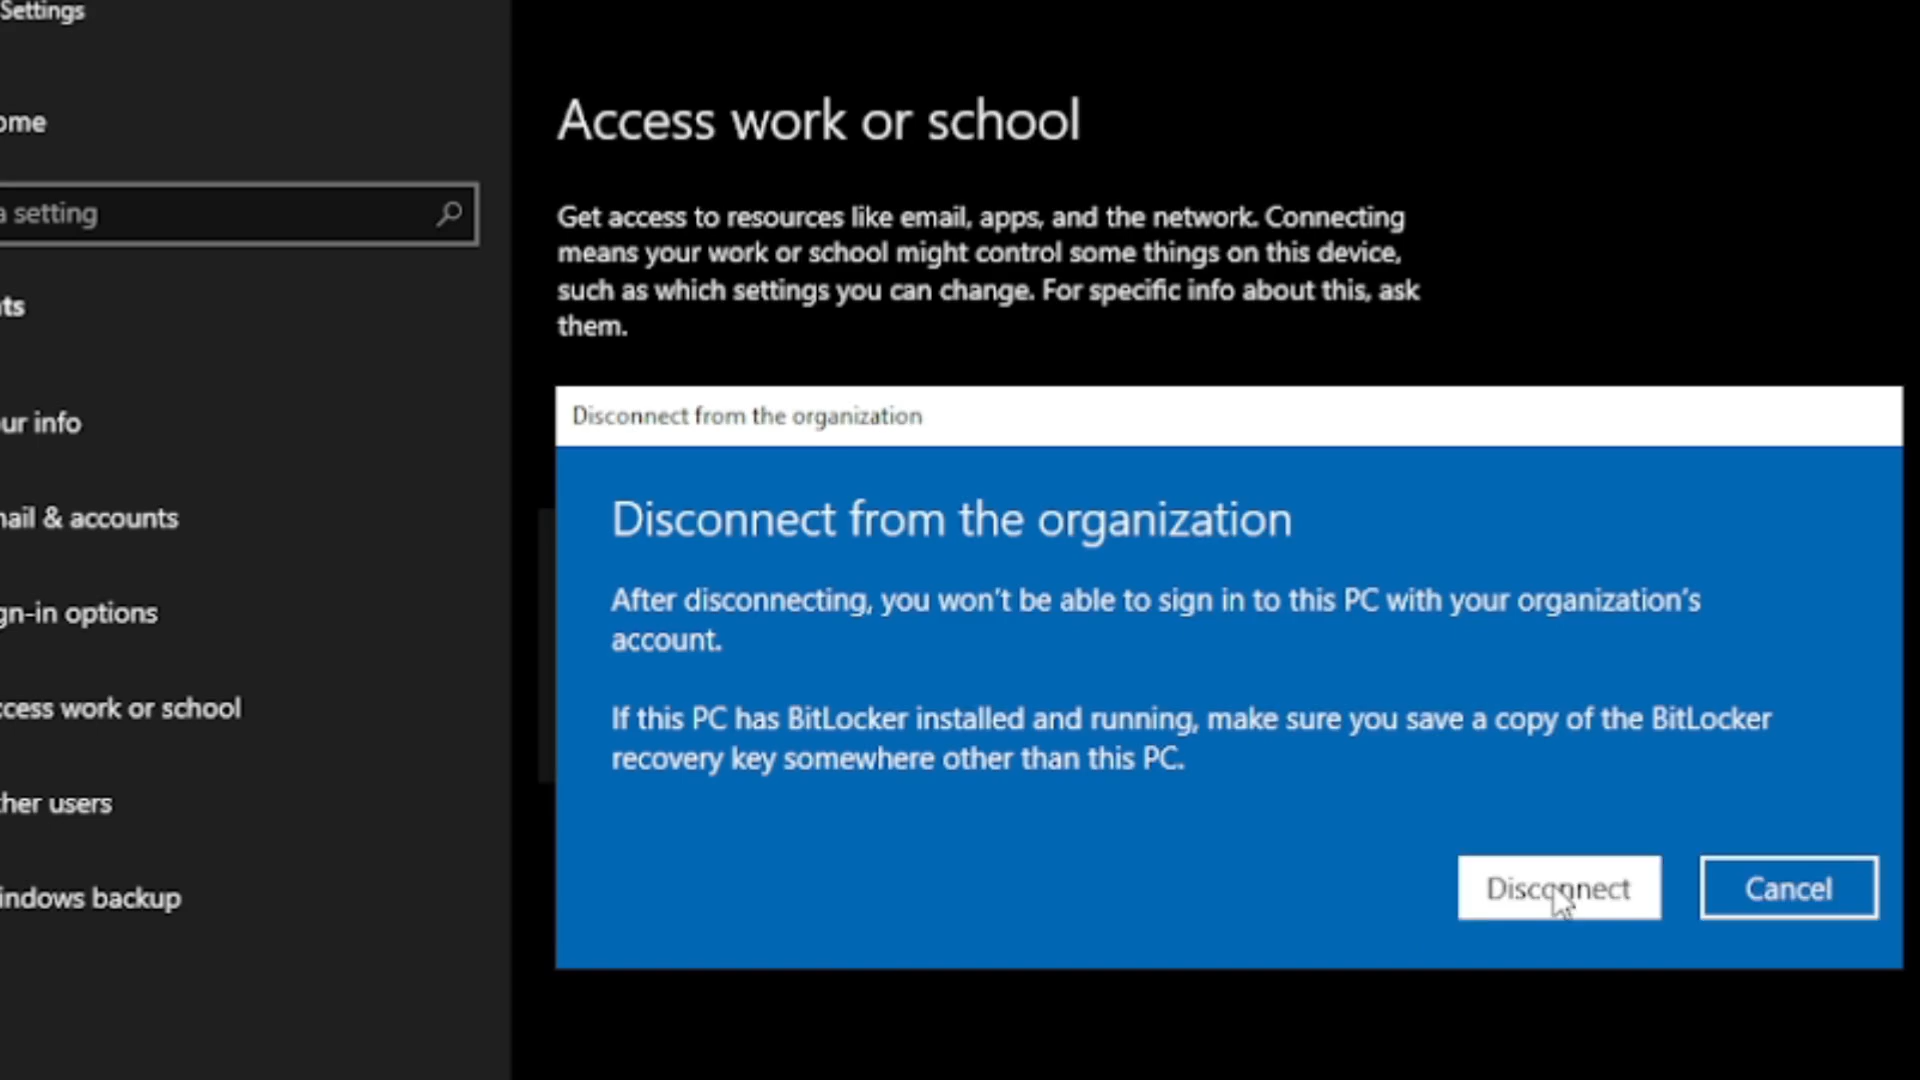 Settings
ome
a setting
ts
ur info
ail & accounts
gn-in options
ccess work or school
her users
indows backup
Access work or school
Get access to resources like email, apps, and the network. Connecting
means your work or school might control some things on this device,
such as which settings you can change. For specific info about this, ask
them.
Disconnect from the organization
Disconnect from the organization
After disconnecting, you won't be able to sign in to this PC with your organization's
account.
If this PC has BitLocker installed and running, make sure you save a copy of the BitLocker
recovery key somewhere other than this PC.
Disconnect
Cancel